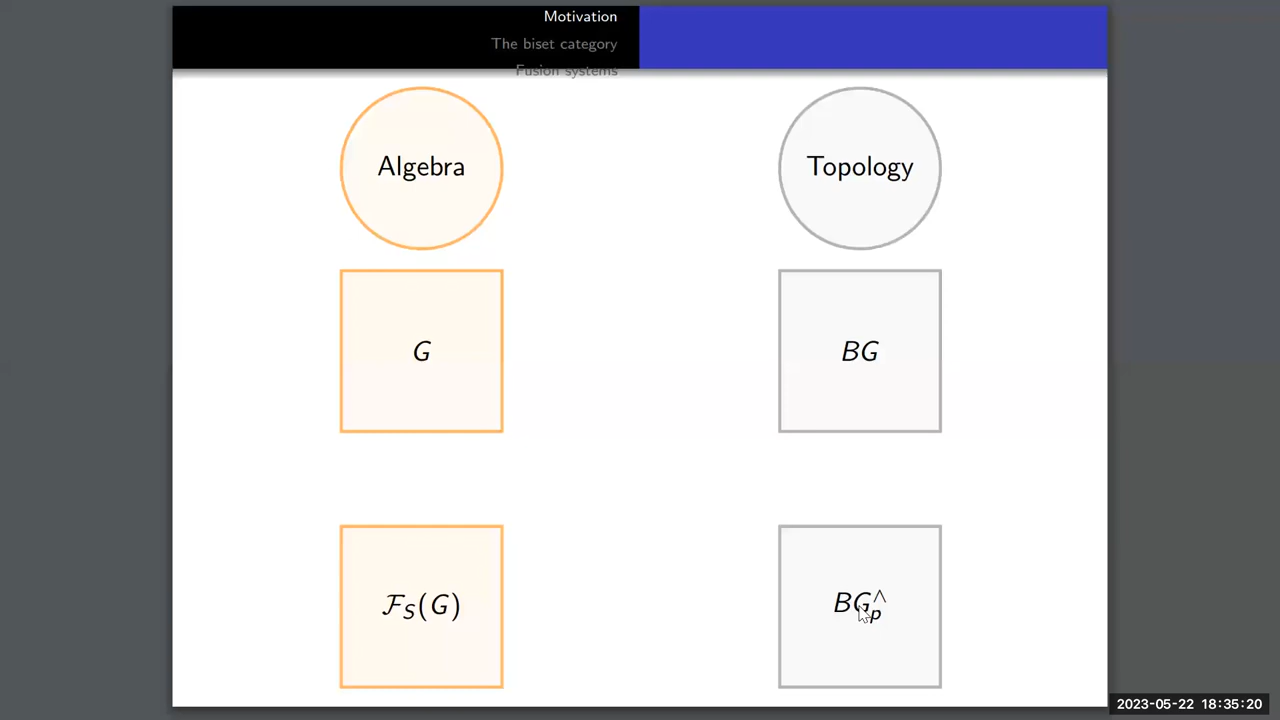 Motivation
The biset category
Fusion systems
Algebra
Topology
G
BG
𝓕_S(G)
BG^∧_p
2023-05-22 18:35:20